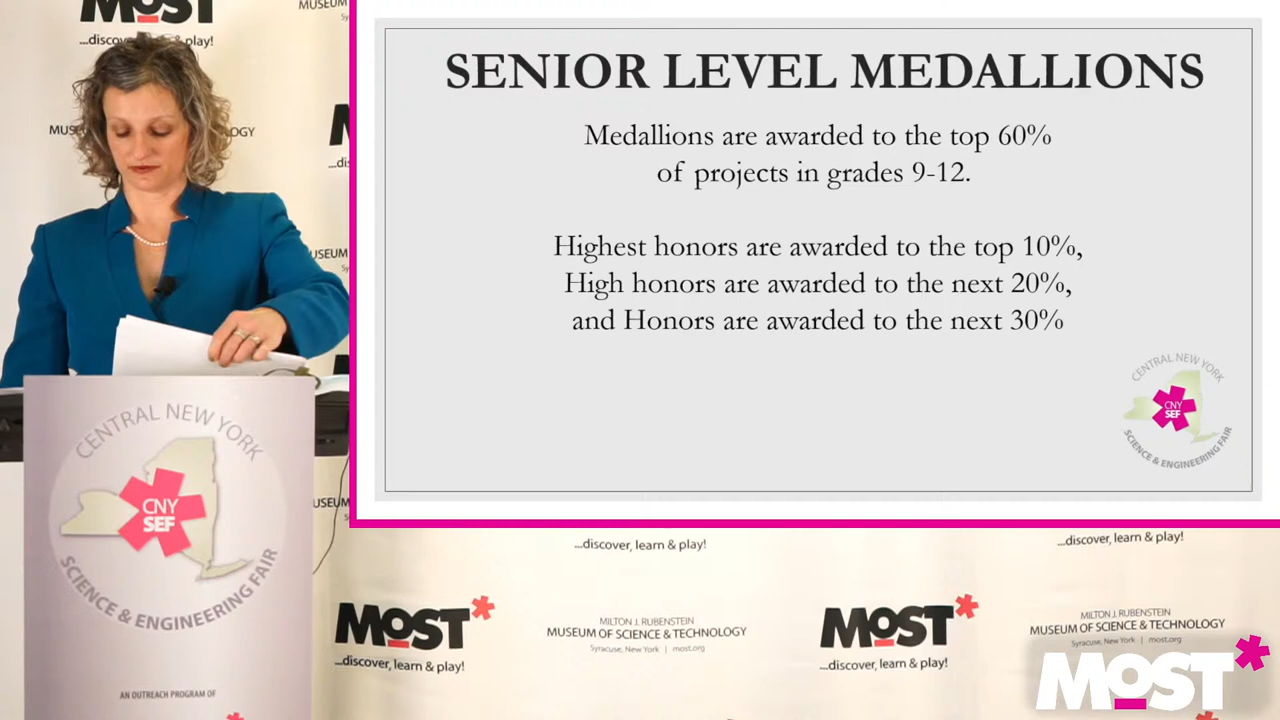 MOST
...discover, learn & play!
MUSEUM
SENIOR LEVEL MEDALLIONS
Medallions are awarded to the top 60%
of projects in grades 9-12.
Highest honors are awarded to the top 10%,
High honors are awarded to the next 20%,
and Honors are awarded to the next 30%
CENTRAL NEW YORK
CNY
SEF
SCIENCE & ENGINEERING FAIR
CENTRAL NEW YORK
CNY
SEF
SCIENCE & ENGINEERING FAIR
AN OUTREACH PROGRAM OF
...discover, learn & play!
...discover, learn & play!
MOST*
...discover, learn & play!
MILTON J. RUBENSTEIN
MUSEUM OF SCIENCE & TECHNOLOGY
Syracuse, New York | most.org
MOST*
...discover, learn & play!
MILTON J. RUBENSTEIN
MUSEUM OF SCIENCE & TECHNOLOGY
Syracuse, New York | most.org
MOST*